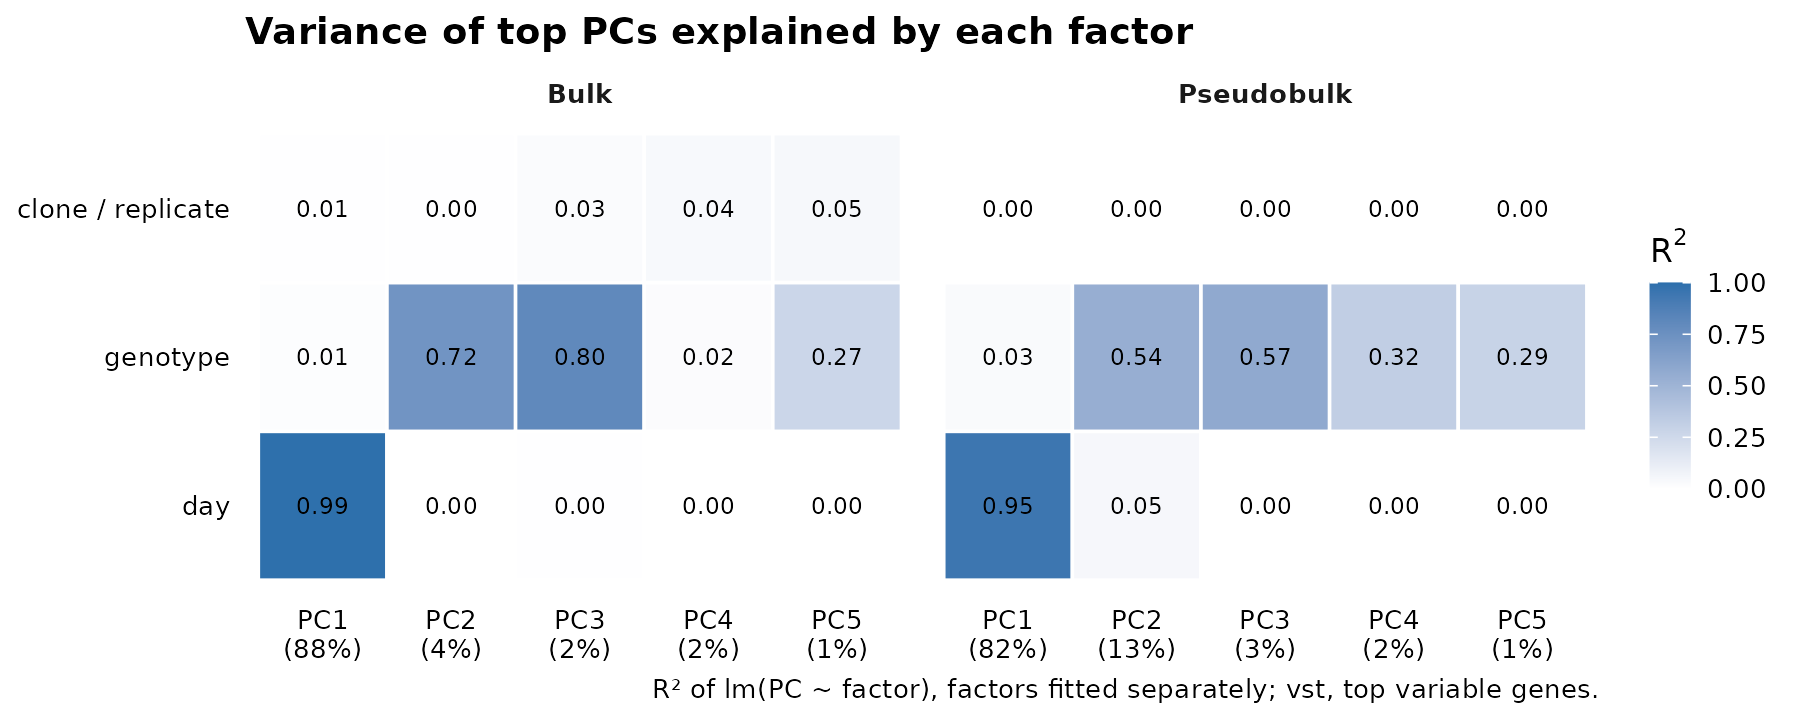 Variance of top PCs explained by each factor
Bulk Pseudobulk
clone / replicate 0.01 0.00 0.03 0.04 0.05 0.00 0.00 0.00 0.00 0.00
genotype 0.01 0.72 0.80 0.02 0.27 0.03 0.54 0.57 0.32 0.29
day 0.99 0.00 0.00 0.00 0.00 0.95 0.05 0.00 0.00 0.00
PC1 PC2 PC3 PC4 PC5 PC1 PC2 PC3 PC4 PC5
(88%) (4%) (2%) (2%) (1%) (82%) (13%) (3%) (2%) (1%)
R²
1.00
0.75
0.50
0.25
0.00
R² of lm(PC ~ factor), factors fitted separately; vst, top variable genes.